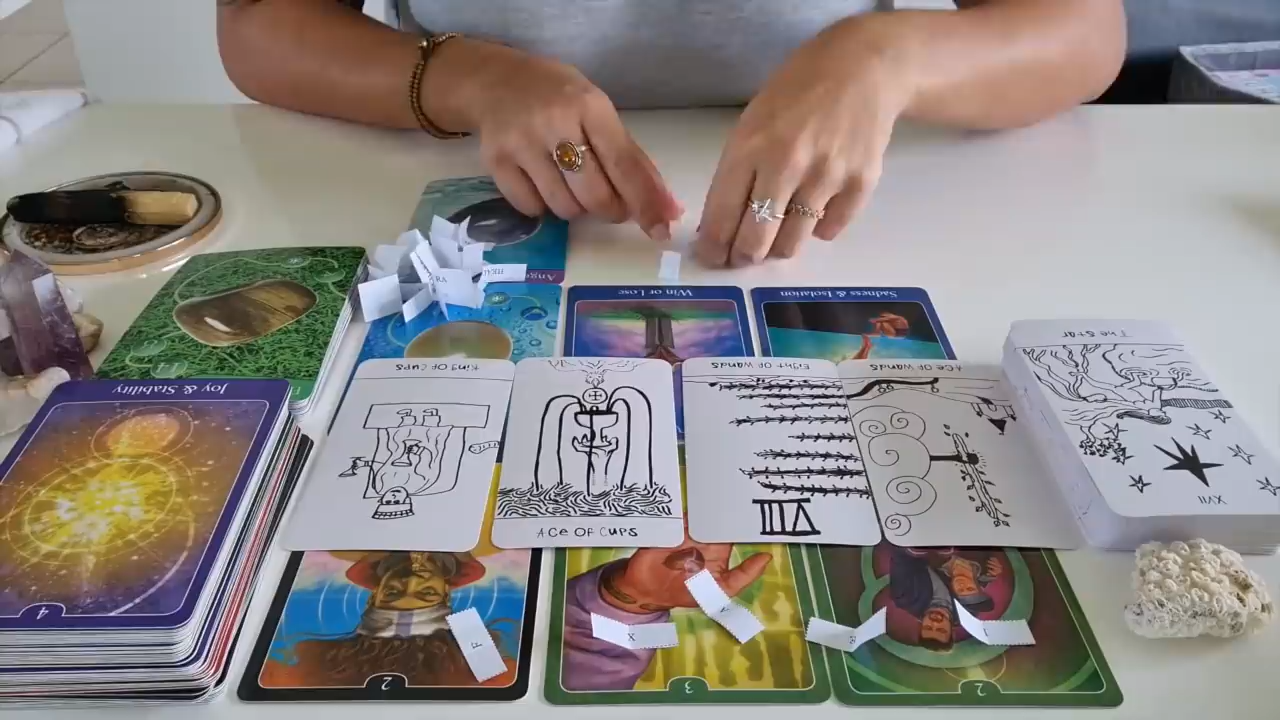 Ange
Win or Lose
Sadness & Isolation
King of Cups
Eight of Wands
ACE OF WANDS
The Star
Joy & Stability
ACE OF CUPS
VIII
XVII
4
X
2
3
2